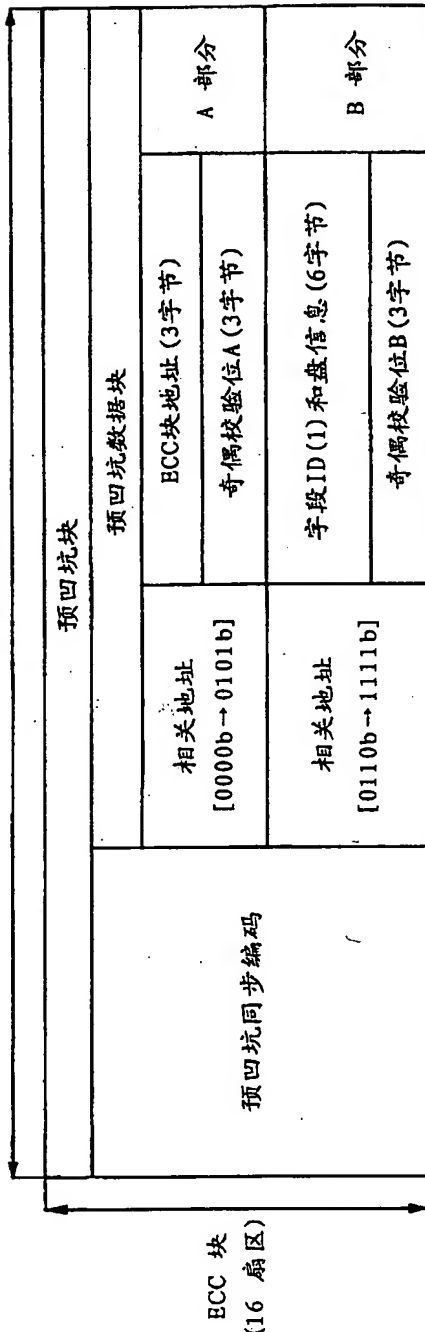 预凹坑块
预凹坑数据块
预凹坑同步编码
相关地址
[0000b→0101b]
ECC块地址(3字节)
奇偶校验位A(3字节)
A 部分
相关地址
[0110b→1111b]
字段ID(1)和盘信息(6字节)
奇偶校验位B(3字节)
B 部分
ECC 块
(16 扇区)